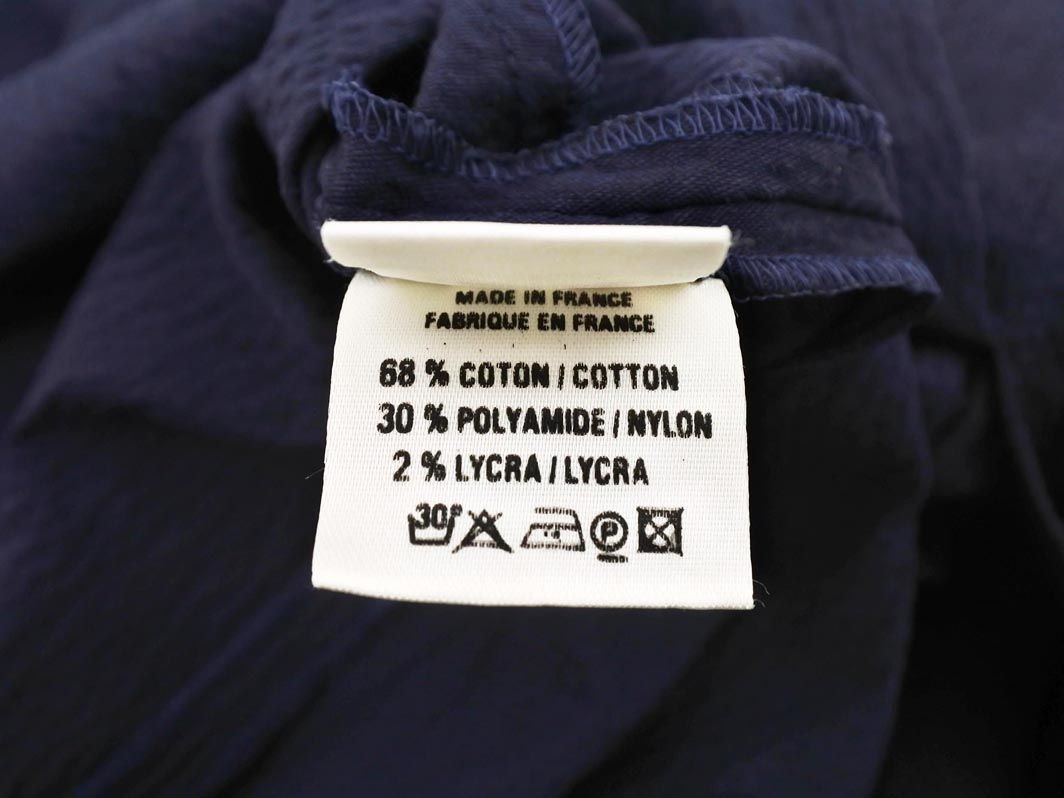 MADE IN FRANCE
FABRIQUE EN FRANCE
68 % COTON / COTTON
30 % POLYAMIDE / NYLON
2 % LYCRA / LYCRA
30° P